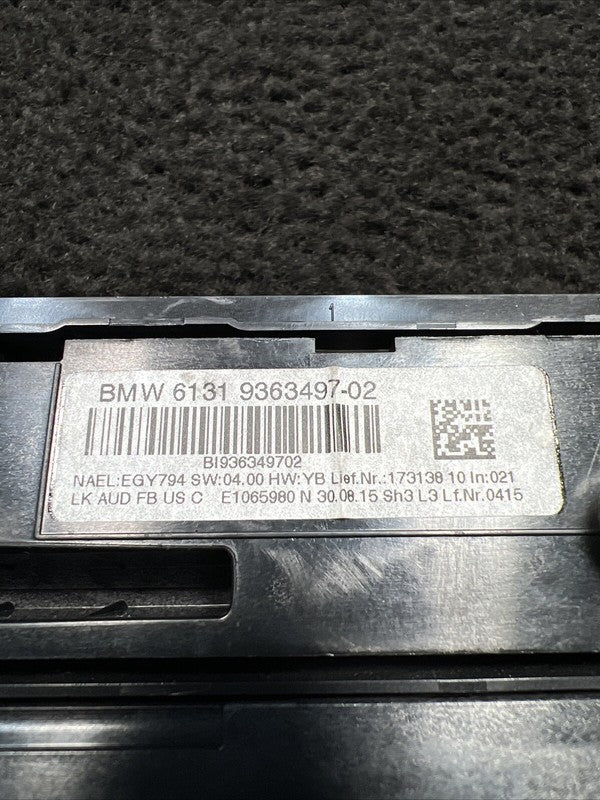 1
BMW 6131 9363497-02
BI936349702
NAEL:EGY794 SW:04.00 HW:YB Lief.Nr.:173138 10 In:021
LK AUD FB US C E1065980 N 30.08.15 Sh3 L3 Lf.Nr.0415